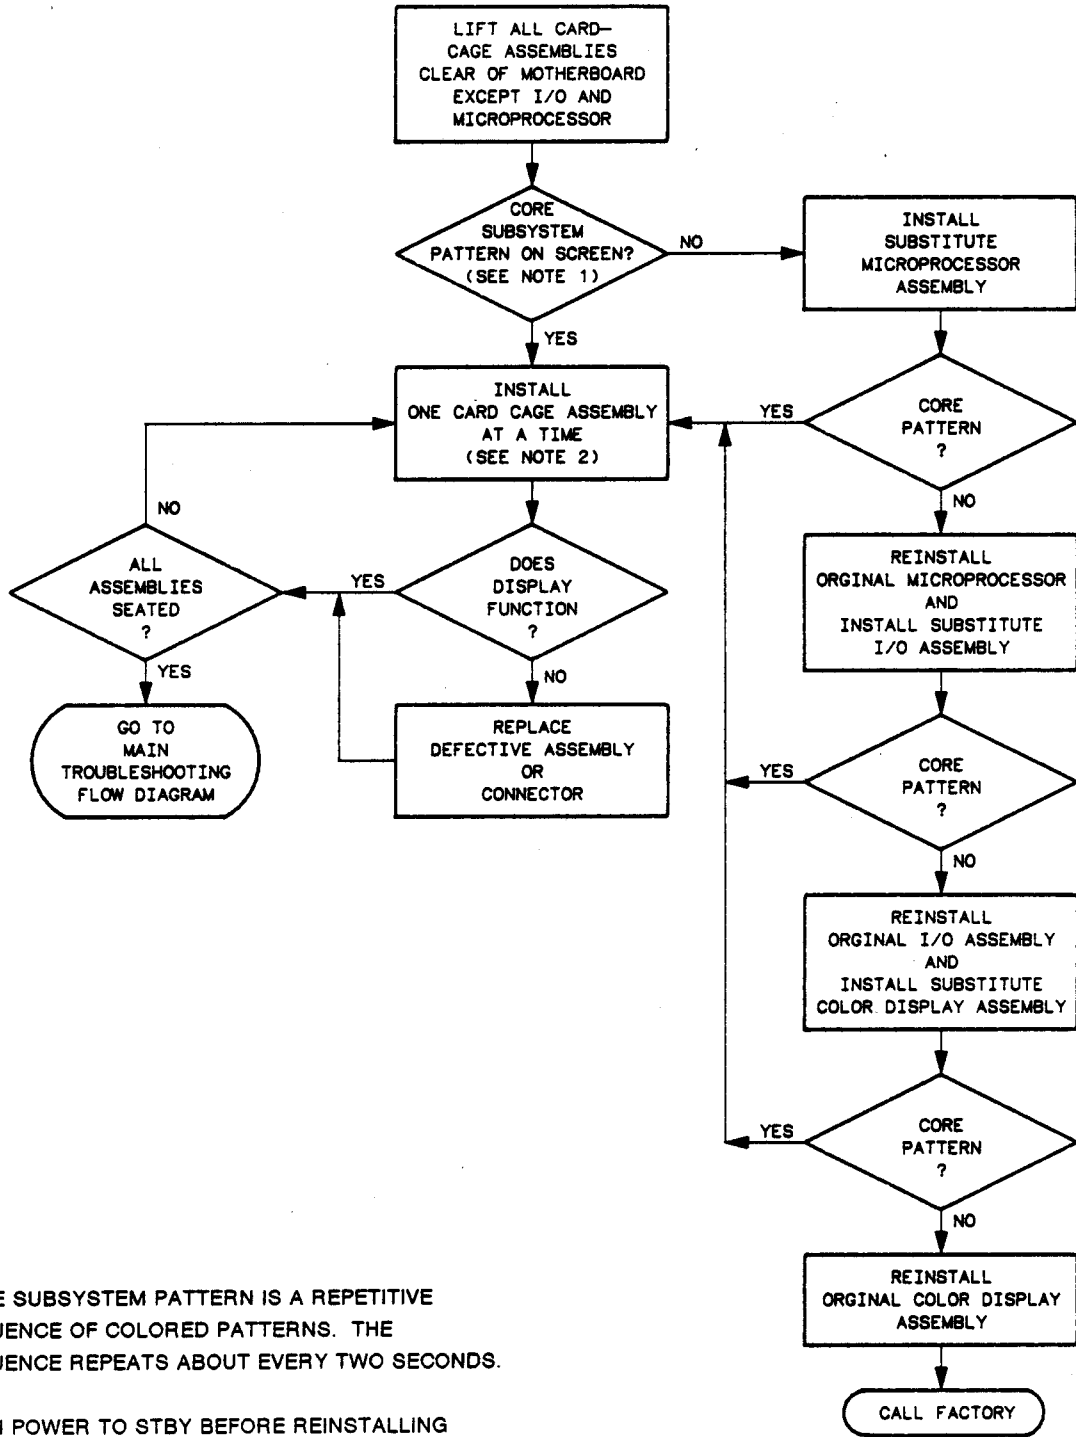 LIFT ALL CARD-
CAGE ASSEMBLIES
CLEAR OF MOTHERBOARD
EXCEPT I/O AND
MICROPROCESSOR
CORE
SUBSYSTEM
PATTERN ON SCREEN?
(SEE NOTE 1)
NO
INSTALL
SUBSTITUTE
MICROPROCESSOR
ASSEMBLY
YES
INSTALL
ONE CARD CAGE ASSEMBLY
AT A TIME
(SEE NOTE 2)
YES
CORE
PATTERN
?
NO
NO
ALL
ASSEMBLIES
SEATED
?
YES
DOES
DISPLAY
FUNCTION
?
REINSTALL
ORGINAL MICROPROCESSOR
AND
INSTALL SUBSTITUTE
I/O ASSEMBLY
YES
NO
GO TO
MAIN
TROUBLESHOOTING
FLOW DIAGRAM
REPLACE
DEFECTIVE ASSEMBLY
OR
CONNECTOR
YES
CORE
PATTERN
?
NO
REINSTALL
ORGINAL I/O ASSEMBLY
AND
INSTALL SUBSTITUTE
COLOR DISPLAY ASSEMBLY
YES
CORE
PATTERN
?
NO
REINSTALL
ORGINAL COLOR DISPLAY
ASSEMBLY
CALL FACTORY
SUBSYSTEM PATTERN IS A REPETITIVE
OF COLORED PATTERNS. THE
REPEATS ABOUT EVERY TWO SECONDS.
POWER TO STBY BEFORE REINSTALLING